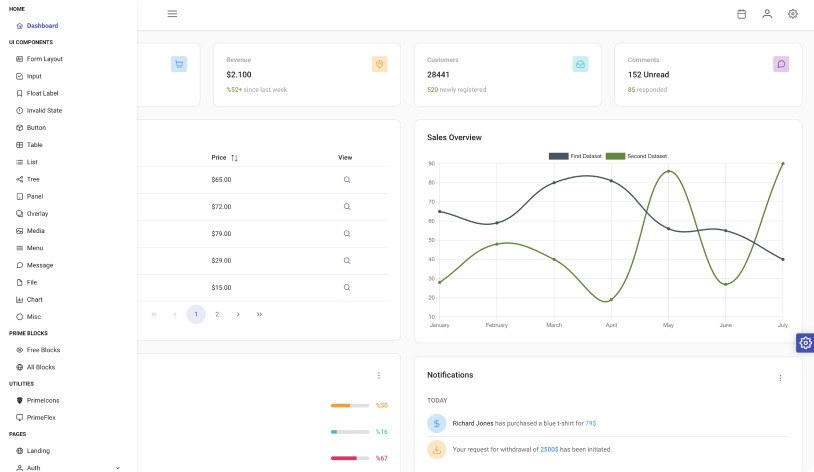 HOME
Dashboard
UI COMPONENTS
Form Layout
Input
Float Label
Invalid State
Button
Table
List
Tree
Panel
Overlay
Media
Menu
Message
File
Chart
Misc
PRIME BLOCKS
Free Blocks
All Blocks
UTILITIES
PrimeIcons
PrimeFlex
PAGES
Landing
Auth
Revenue
$2.100
%52+ since last week
Customers
28441
520 newly registered
Comments
152 Unread
85 responded
Price View
$65.00
$72.00
$79.00
$29.00
$15.00
« ‹ 1 2 › »
Sales Overview
First Dataset Second Dataset
90
80
70
60
50
40
30
20
10
January February March April May June July
%50
%16
%67
Notifications
TODAY
Richard Jones has purchased a blue t-shirt for 79$
Your request for withdrawal of 2500$ has been initiated.